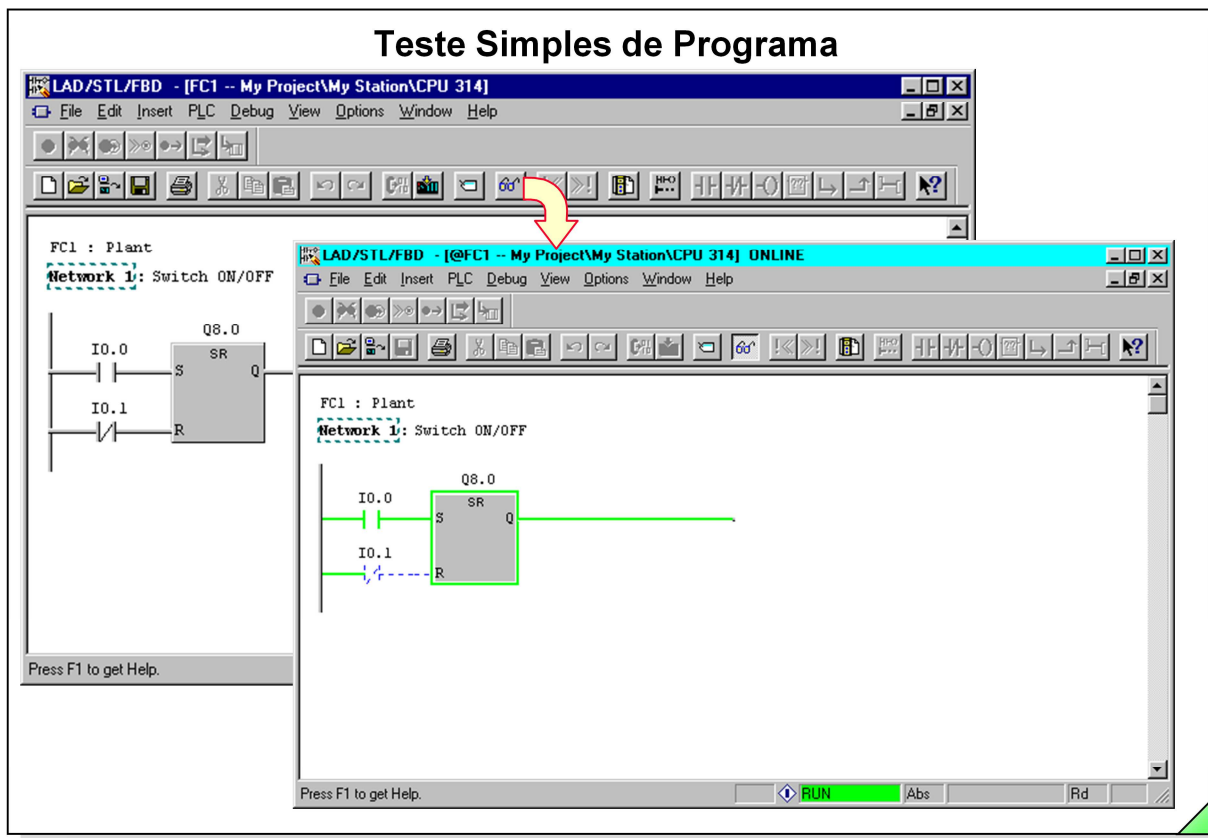 Teste Simples de Programa
LAD/STL/FBD - [FC1 -- My Project\My Station\CPU 314]
File Edit Insert PLC Debug View Options Window Help
FC1 : Plant
Network 1: Switch ON/OFF
Q8.0
I0.0
SR
S Q
I0.1
R
Press F1 to get Help.
LAD/STL/FBD - [@FC1 -- My Project\My Station\CPU 314] ONLINE
File Edit Insert PLC Debug View Options Window Help
FC1 : Plant
Network 1: Switch ON/OFF
Q8.0
I0.0
SR
S Q
I0.1
R
Press F1 to get Help.
RUN Abs Rd